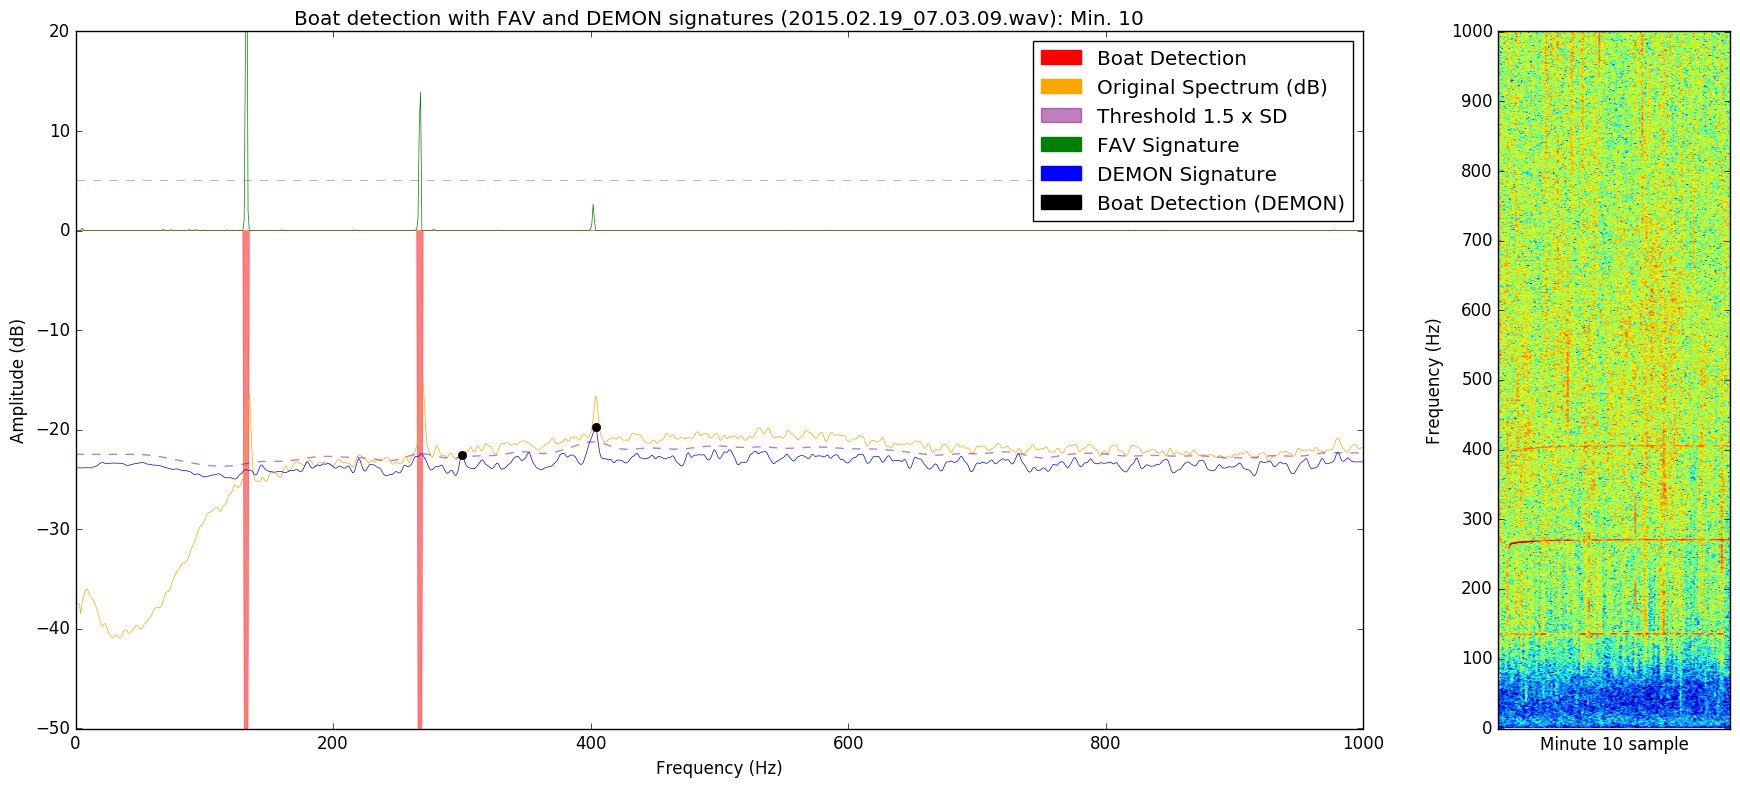 Boat detection with FAV and DEMON signatures (2015.02.19_07.03.09.wav): Min. 10
Boat Detection
Original Spectrum (dB)
Threshold 1.5 x SD
FAV Signature
DEMON Signature
Boat Detection (DEMON)
Amplitude (dB)
20
10
0
−10
−20
−30
−40
−50
0
200
400
600
800
1000
Frequency (Hz)
Frequency (Hz)
1000
900
800
700
600
500
400
300
200
100
0
Minute 10 sample